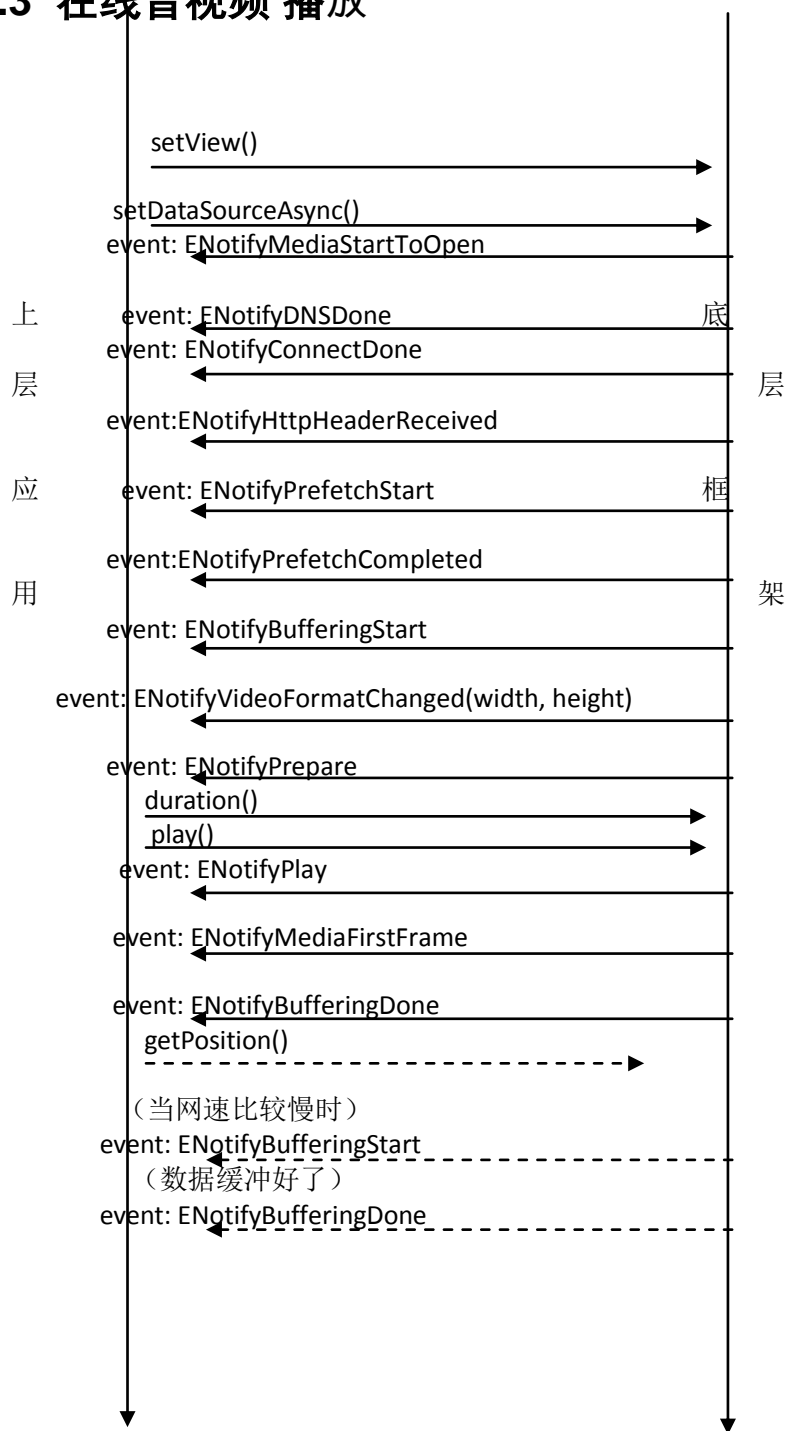 .3 在线音视频 播放
setView()
setDataSourceAsync()
event: ENotifyMediaStartToOpen
上 event: ENotifyDNSDone 底
event: ENotifyConnectDone
层 层
event:ENotifyHttpHeaderReceived
应 event: ENotifyPrefetchStart 框
event:ENotifyPrefetchCompleted
用 架
event: ENotifyBufferingStart
event: ENotifyVideoFormatChanged(width, height)
event: ENotifyPrepare
duration()
play()
event: ENotifyPlay
event: ENotifyMediaFirstFrame
event: ENotifyBufferingDone
getPosition()
（当网速比较慢时）
event: ENotifyBufferingStart
（数据缓冲好了）
event: ENotifyBufferingDone